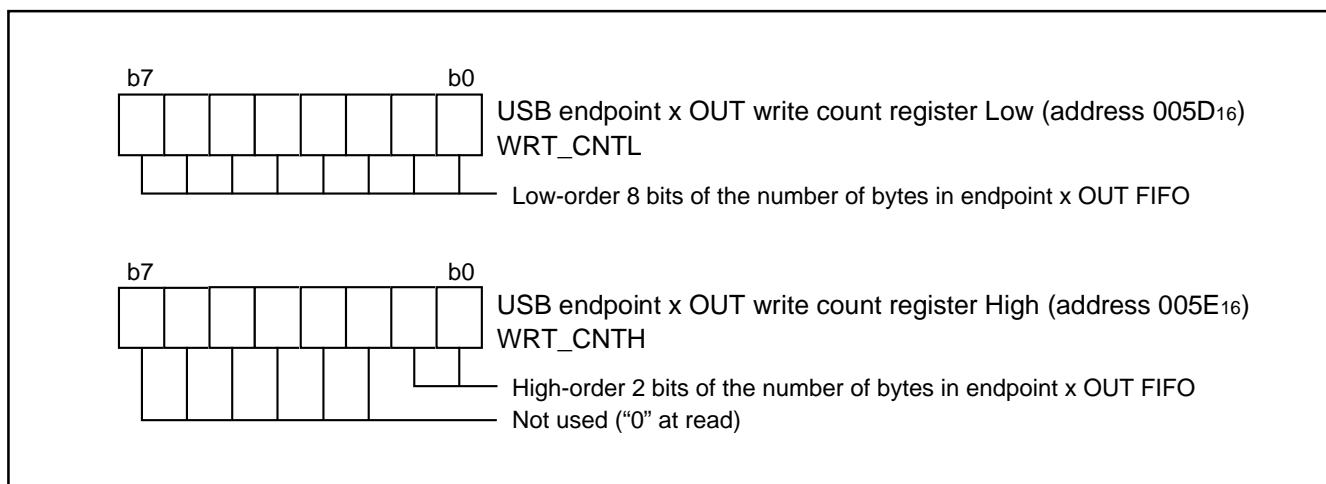 b7 b0
USB endpoint x OUT write count register Low (address 005D16)
WRT_CNTL
Low-order 8 bits of the number of bytes in endpoint x OUT FIFO
b7 b0
USB endpoint x OUT write count register High (address 005E16)
WRT_CNTH
High-order 2 bits of the number of bytes in endpoint x OUT FIFO
Not used (“0” at read)